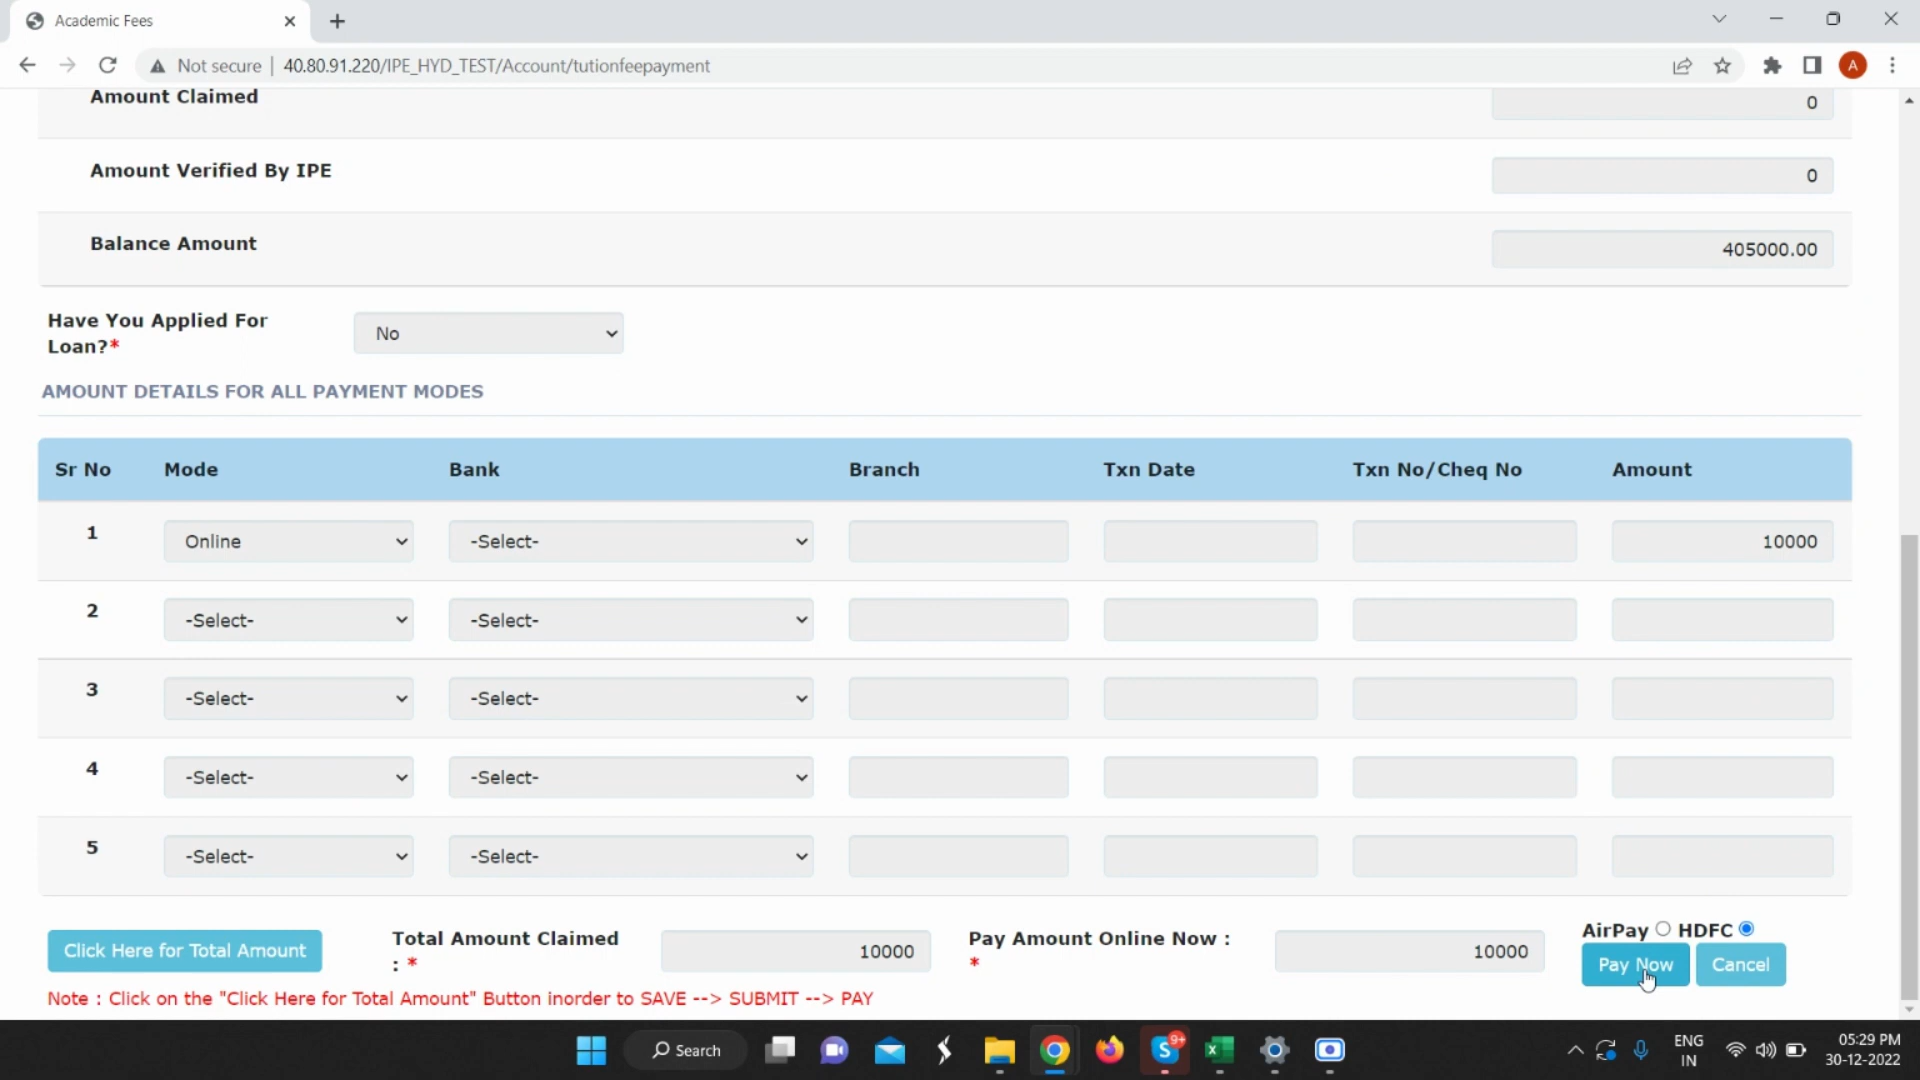 Academic Fees
Not secure | 40.80.91.220/IPE_HYD_TEST/Account/tutionfeepayment
A
Amount Claimed 0
Amount Verified By IPE 0
Balance Amount 405000.00
Have You Applied For
Loan?* No
AMOUNT DETAILS FOR ALL PAYMENT MODES
Sr No Mode Bank Branch Txn Date Txn No/Cheq No Amount
1 Online -Select- 10000
2 -Select- -Select-
3 -Select- -Select-
4 -Select- -Select-
5 -Select- -Select-
AirPay HDFC
Click Here for Total Amount Total Amount Claimed
: * 10000 Pay Amount Online Now :
* 10000 Pay Now Cancel
Note : Click on the "Click Here for Total Amount" Button inorder to SAVE --> SUBMIT --> PAY
Search
S 9+
ENG
IN
05:29 PM
30-12-2022